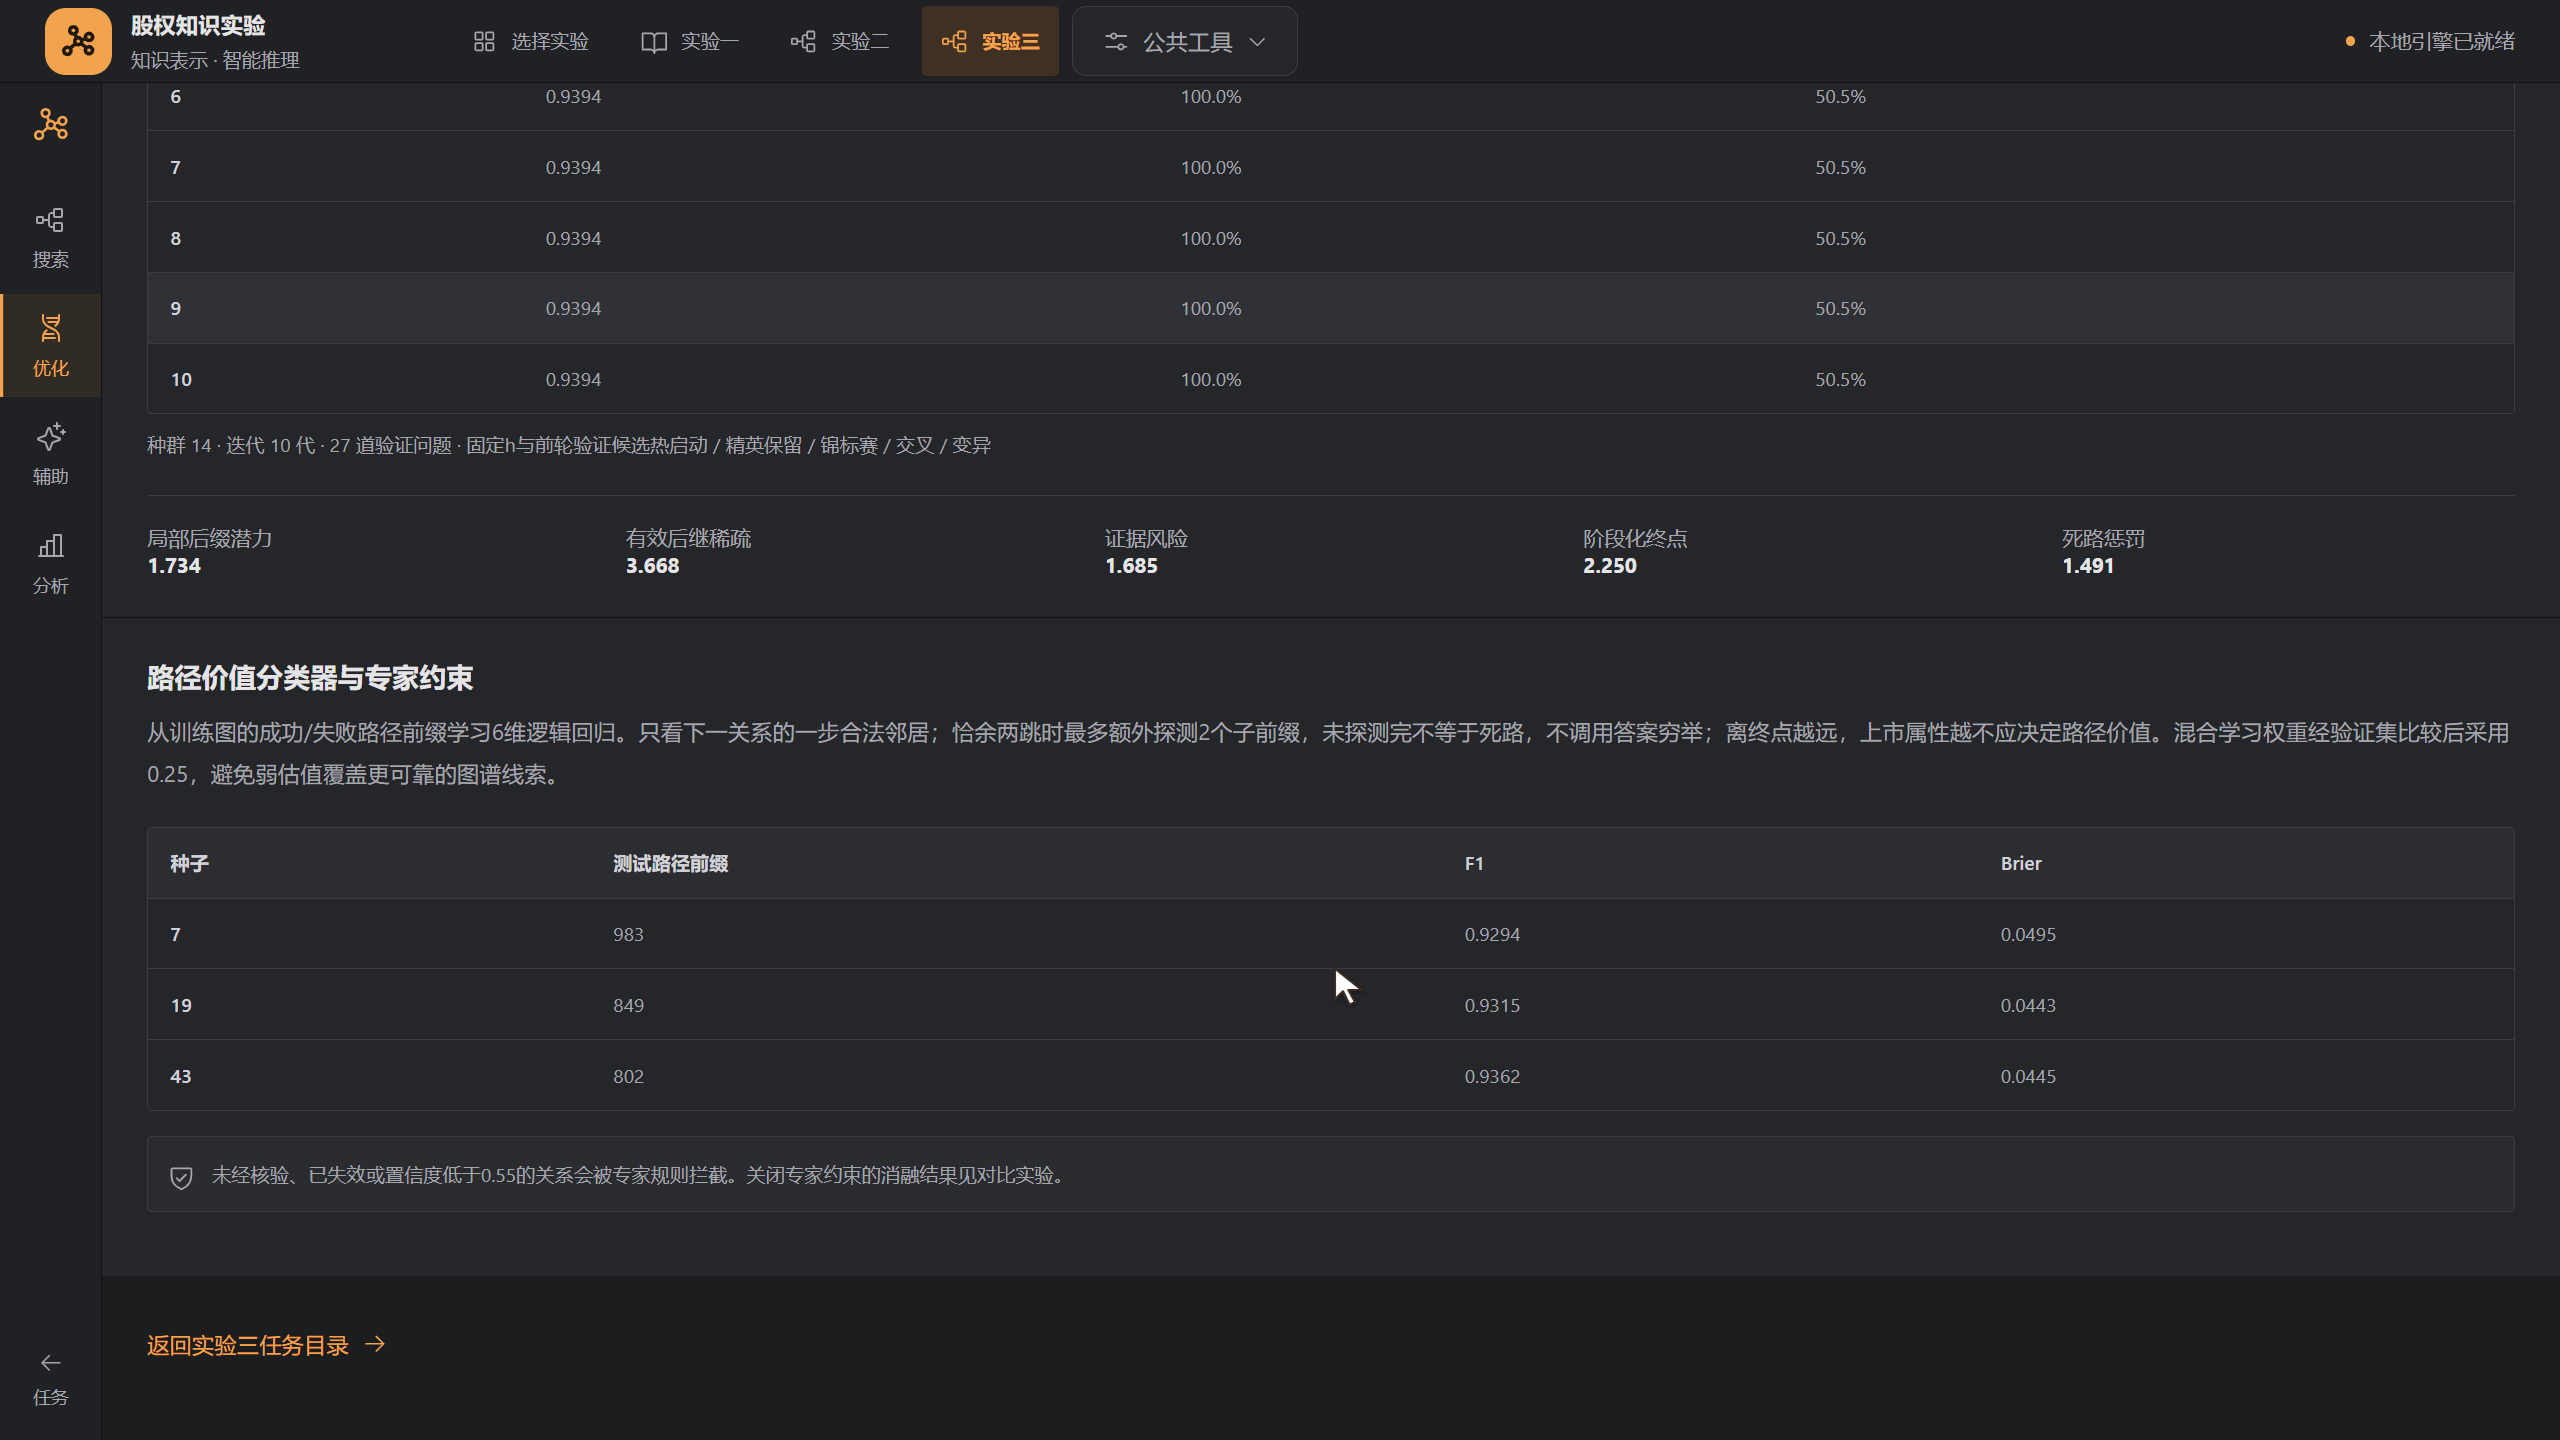 股权知识实验
知识表示 · 智能推理
选择实验
实验一
实验二
实验三
公共工具
本地引擎已就绪
搜索
优化
辅助
分析
任务
6 0.9394 100.0% 50.5%
7 0.9394 100.0% 50.5%
8 0.9394 100.0% 50.5%
9 0.9394 100.0% 50.5%
10 0.9394 100.0% 50.5%
种群 14 · 迭代 10 代 · 27 道验证问题 · 固定h与前轮验证候选热启动 / 精英保留 / 锦标赛 / 交叉 / 变异
局部后缀潜力 有效后继稀疏 证据风险 阶段化终点 死路惩罚
1.734 3.668 1.685 2.250 1.491
路径价值分类器与专家约束
从训练图的成功/失败路径前缀学习6维逻辑回归。只看下一关系的一步合法邻居；恰余两跳时最多额外探测2个子前缀，未探测完不等于死路，不调用答案穷举；离终点越远，上市属性越不应决定路径价值。混合学习权重经验证集比较后采用
0.25，避免弱估值覆盖更可靠的图谱线索。
种子 测试路径前缀 F1 Brier
7 983 0.9294 0.0495
19 849 0.9315 0.0443
43 802 0.9362 0.0445
未经核验、已失效或置信度低于0.55的关系会被专家规则拦截。关闭专家约束的消融结果见对比实验。
返回实验三任务目录